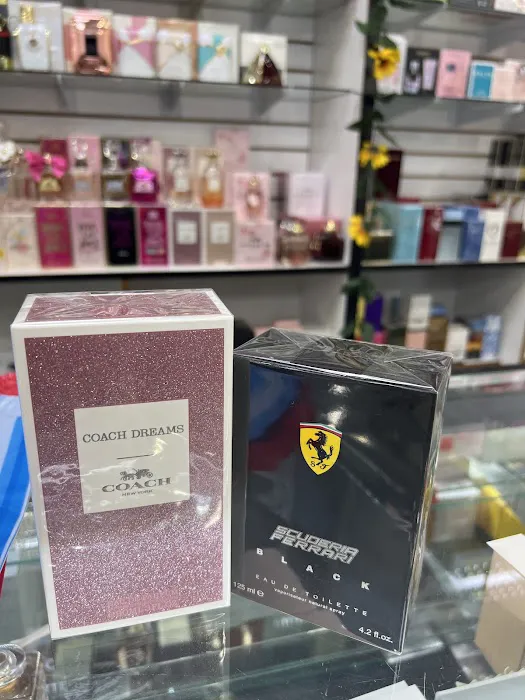 COACH DREAMS
COACH
NEW YORK
SCUDERIA
FERRARI
BLACK
EAU DE TOILETTE
vaporisateur natural spray
125 ml e
4.2 fl.oz.